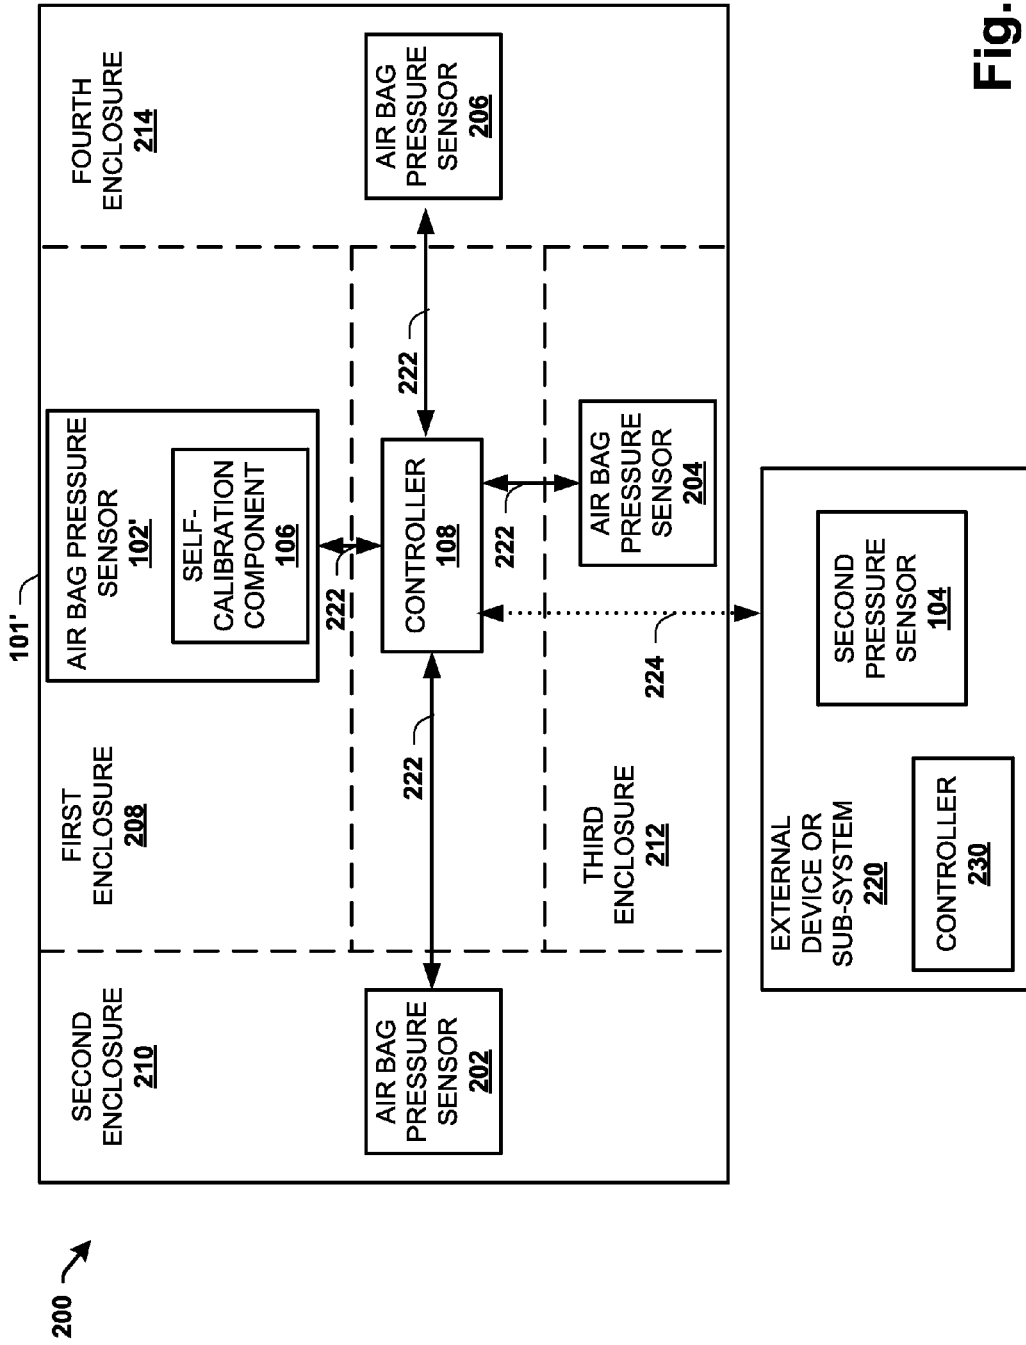 200
101'
SECOND
ENCLOSURE
210
FIRST
ENCLOSURE
208
AIR BAG PRESSURE
SENSOR
102'
SELF-
CALIBRATION
COMPONENT
106
FOURTH
ENCLOSURE
214
222
AIR BAG
PRESSURE
SENSOR
202
222
CONTROLLER
108
222
AIR BAG
PRESSURE
SENSOR
206
THIRD
ENCLOSURE
212
222
AIR BAG
PRESSURE
SENSOR
204
224
EXTERNAL
DEVICE OR
SUB-SYSTEM
220
CONTROLLER
230
SECOND
PRESSURE
SENSOR
104
Fig.